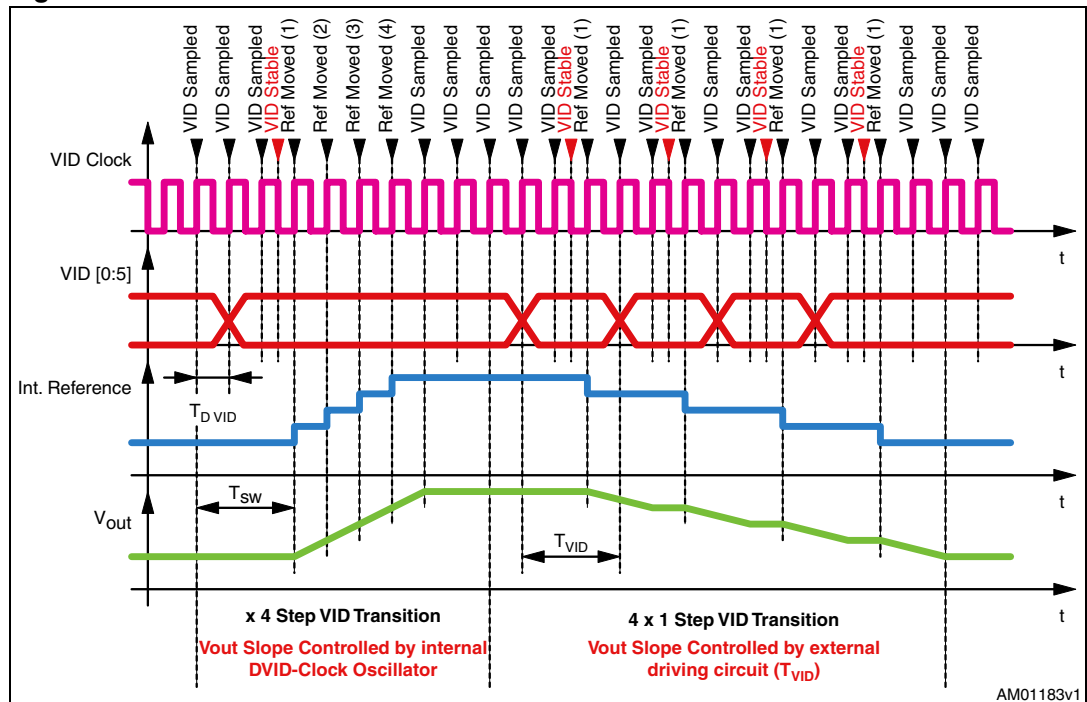 VID Sampled
VID Sampled
VID Sampled
VID Stable
Ref Moved (1)
Ref Moved (2)
Ref Moved (3)
Ref Moved (4)
VID Sampled
VID Sampled
VID Sampled
VID Sampled
VID Sampled
VID Stable
Ref Moved (1)
VID Sampled
VID Sampled
VID Stable
Ref Moved (1)
VID Sampled
VID Sampled
VID Stable
Ref Moved (1)
VID Sampled
VID Sampled
VID Stable
Ref Moved (1)
VID Sampled
VID Sampled
VID Sampled
VID Clock
t
VID [0:5]
t
Int. Reference
TD VID
t
TSW
Vout
TVID
t
x 4 Step VID Transition
4 x 1 Step VID Transition
Vout Slope Controlled by internal
DVID-Clock Oscillator
Vout Slope Controlled by external
driving circuit (TVID)
AM01183v1